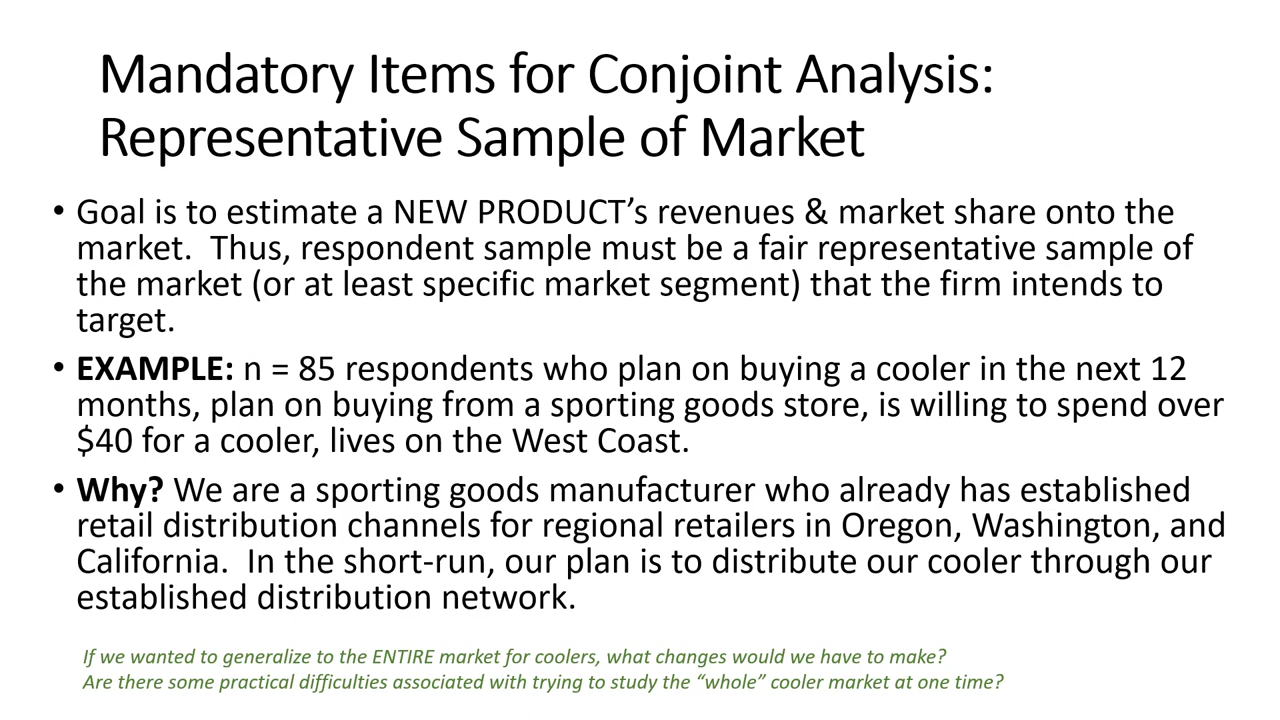 Mandatory Items for Conjoint Analysis:
Representative Sample of Market
• Goal is to estimate a NEW PRODUCT’s revenues & market share onto the
market.  Thus, respondent sample must be a fair representative sample of
the market (or at least specific market segment) that the firm intends to
target.
• EXAMPLE: n = 85 respondents who plan on buying a cooler in the next 12
months, plan on buying from a sporting goods store, is willing to spend over
$40 for a cooler, lives on the West Coast.
• Why? We are a sporting goods manufacturer who already has established
retail distribution channels for regional retailers in Oregon, Washington, and
California.  In the short-run, our plan is to distribute our cooler through our
established distribution network.
If we wanted to generalize to the ENTIRE market for coolers, what changes would we have to make?
Are there some practical difficulties associated with trying to study the “whole” cooler market at one time?